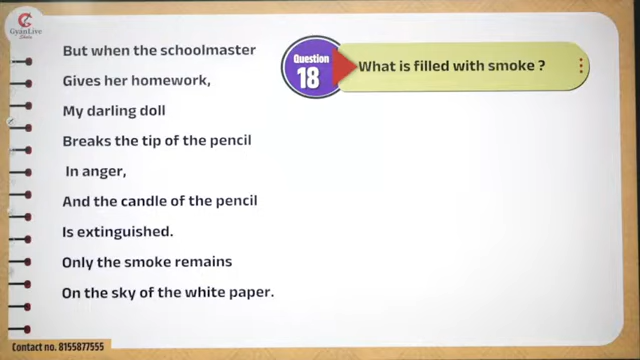 GyanLive
But when the schoolmaster
Gives her homework,
My darling doll
Breaks the tip of the pencil
In anger,
And the candle of the pencil
Is extinguished.
Only the smoke remains
On the sky of the white paper.
Question
18
What is filled with smoke ?
Contact no. 8155877555